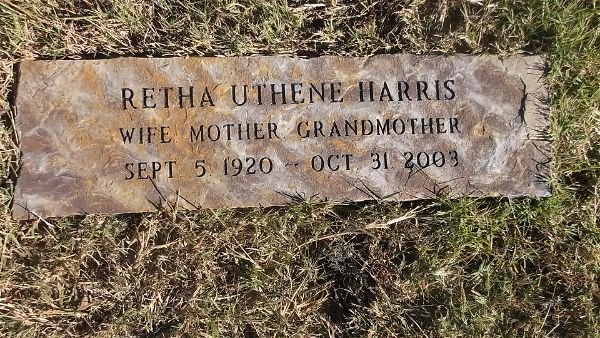 RETHA UTHENE HARRIS
WIFE MOTHER GRANDMOTHER
SEPT 5 1920 ~ OCT 31 2003